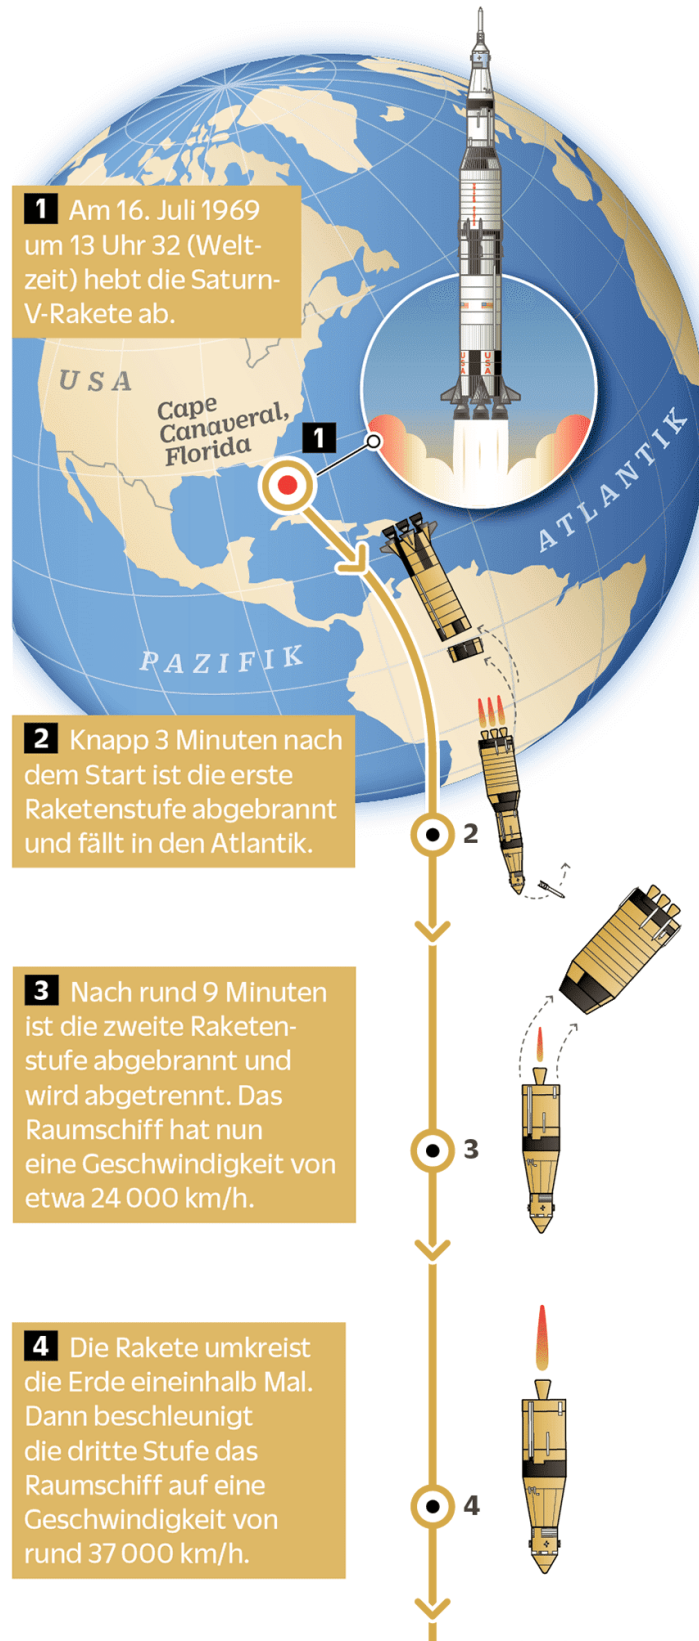 1 Am 16. Juli 1969
um 13 Uhr 32 (Welt-
zeit) hebt die Saturn-
V-Rakete ab.
USA
Cape
Canaveral,
Florida
1
USA
USA
ATLANTIK
PAZIFIK
2 Knapp 3 Minuten nach
dem Start ist die erste
Raketenstufe abgebrannt
und fällt in den Atlantik.
2
3 Nach rund 9 Minuten
ist die zweite Raketen-
stufe abgebrannt und
wird abgetrennt. Das
Raumschiff hat nun
eine Geschwindigkeit von
etwa 24 000 km/h.
3
4 Die Rakete umkreist
die Erde eineinhalb Mal.
Dann beschleunigt
die dritte Stufe das
Raumschiff auf eine
Geschwindigkeit von
rund 37 000 km/h.
4